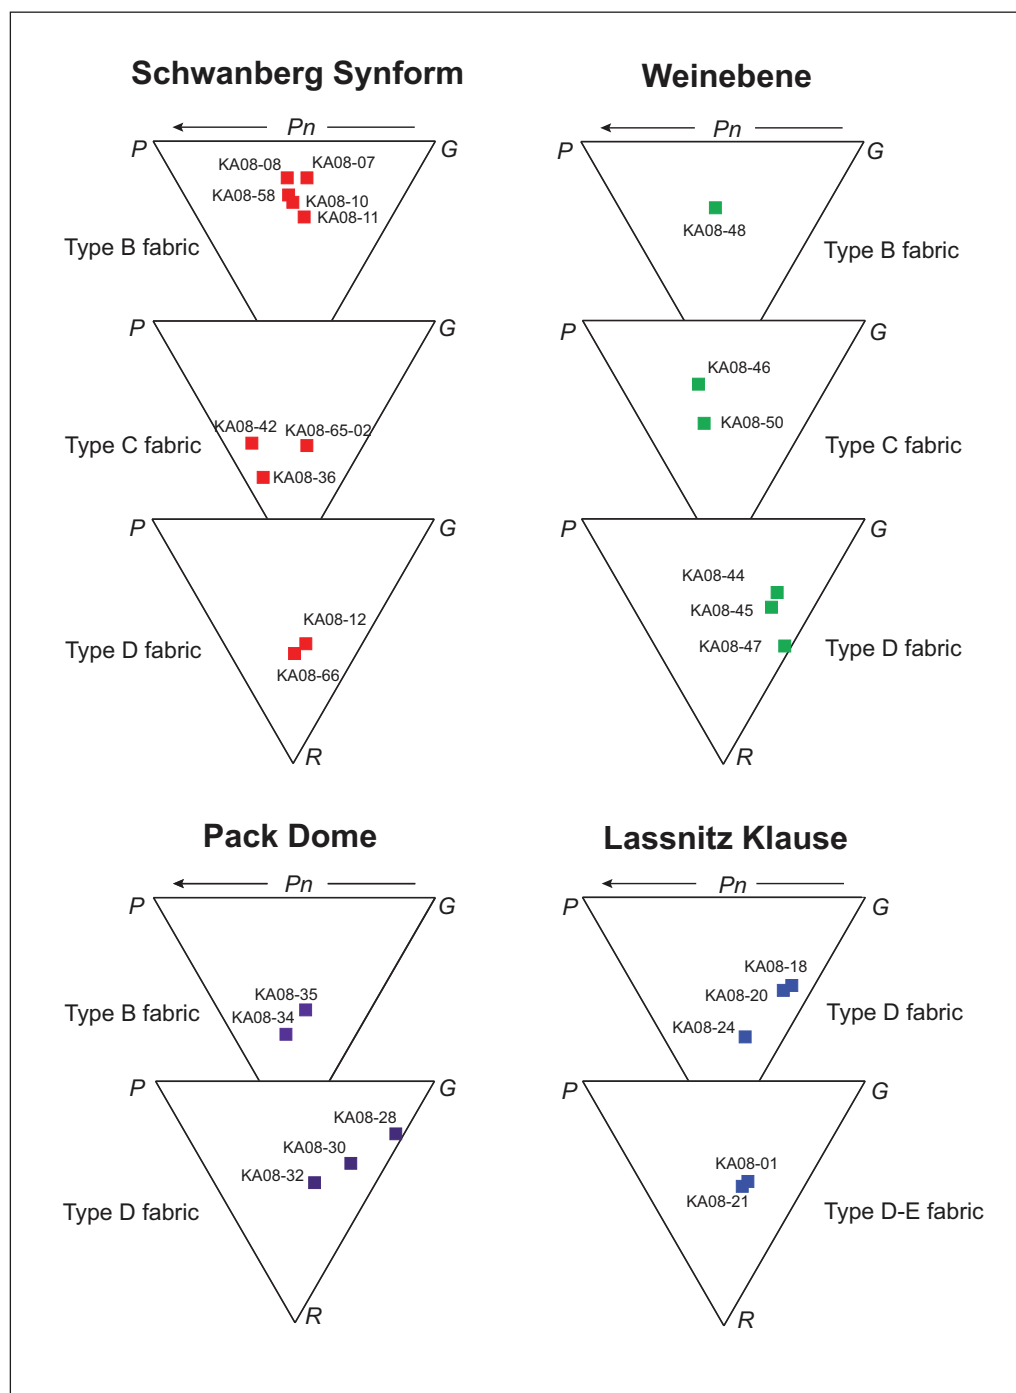 Schwanberg Synform
Pn
P
G
KA08-08
KA08-07
KA08-58
KA08-10
KA08-11
Type B fabric
P
G
KA08-42
KA08-65-02
Type C fabric
KA08-36
P
G
KA08-12
Type D fabric
KA08-66
R
Weinebene
Pn
P
G
KA08-48
Type B fabric
P
G
KA08-46
KA08-50
Type C fabric
P
G
KA08-44
KA08-45
KA08-47
Type D fabric
R
Pack Dome
Pn
P
G
KA08-35
Type B fabric
KA08-34
P
G
KA08-28
KA08-30
KA08-32
Type D fabric
R
Lassnitz Klause
Pn
P
G
KA08-18
KA08-20
Type D fabric
KA08-24
P
G
KA08-01
KA08-21
Type D-E fabric
R